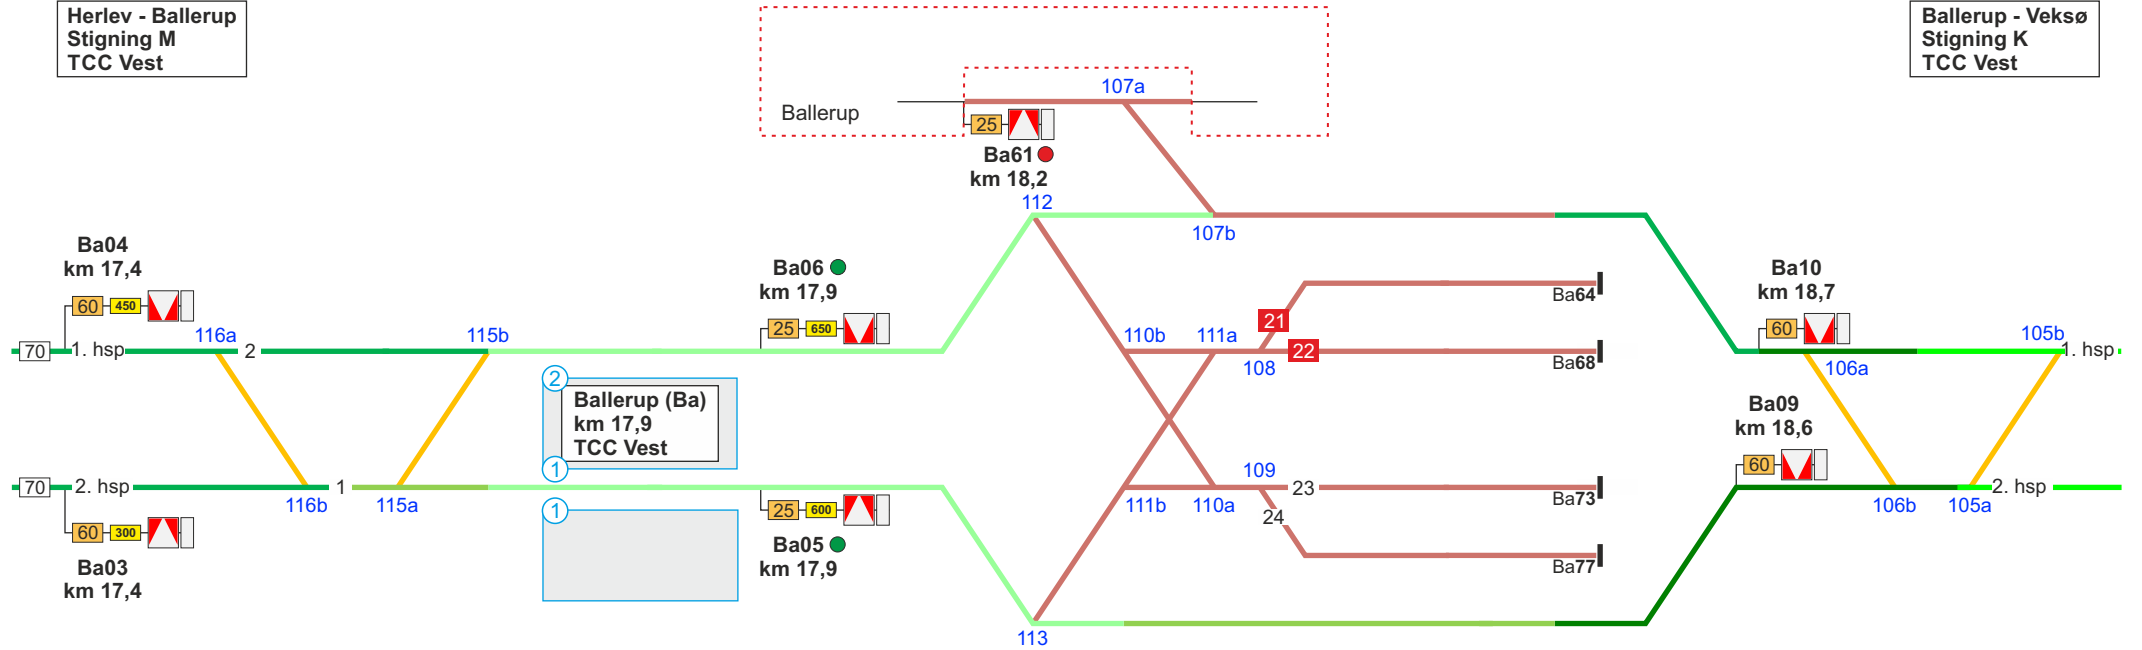 Herlev - Ballerup
Stigning M
TCC Vest
Ballerup - Veksø
Stigning K
TCC Vest
107a
Ballerup
25
Ba61
km 18,2
112
107b
Ba04
km 17,4
60 450
116a
115b
70 1. hsp 2
Ba06
km 17,9
25 650
21
Ba64
110b 111a
22
108
Ba68
Ba10
km 18,7
60
105b
1. hsp
106a
2
Ballerup (Ba)
km 17,9
TCC Vest
1
Ba09
km 18,6
60
70 2. hsp 1
116b 115a
60 300
Ba03
km 17,4
1
25 600
Ba05
km 17,9
109
23
111b 110a
24
Ba73
Ba77
2. hsp
106b 105a
113